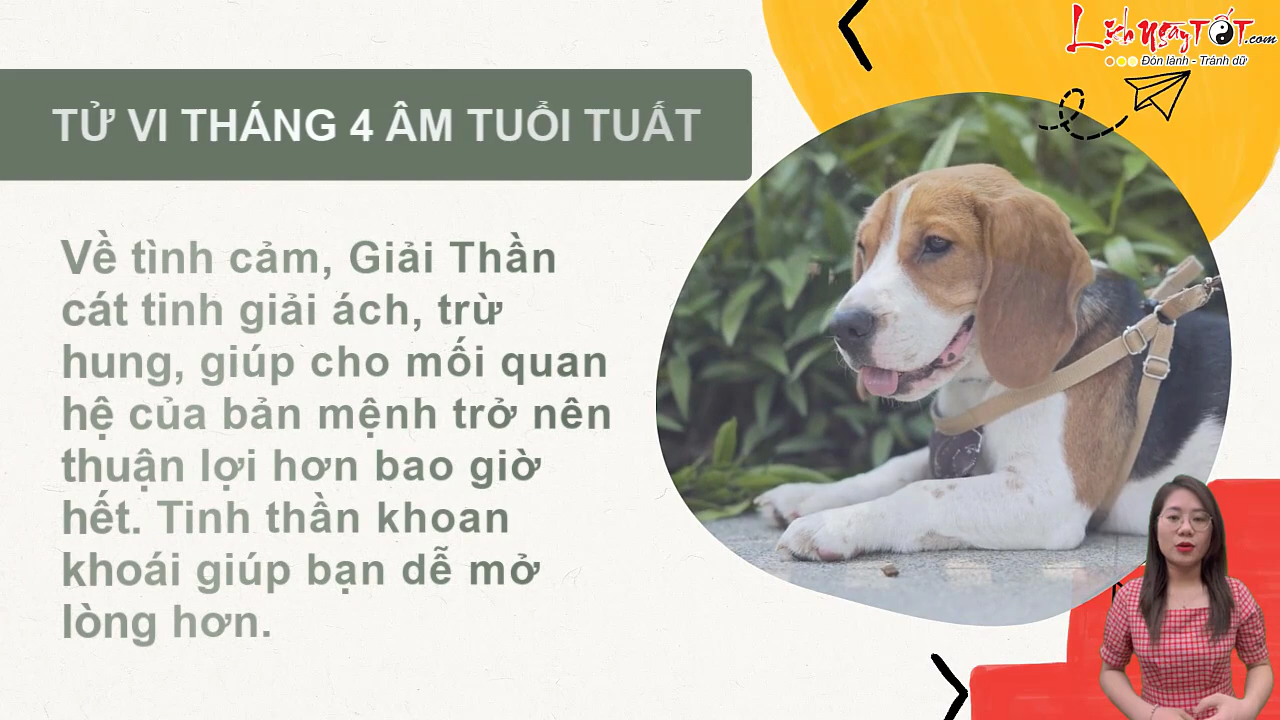 LịchngàyTỐT.com
Đón lành - Tránh dữ
TỬ VI THÁNG 4 ÂM TUỔI TUẤT
Về tình cảm, Giải Thần
cát tinh giải ách, trừ
hung, giúp cho mối quan
hệ của bản mệnh trở nên
thuận lợi hơn bao giờ
hết. Tinh thần khoan
khoái giúp bạn dễ mở
lòng hơn.